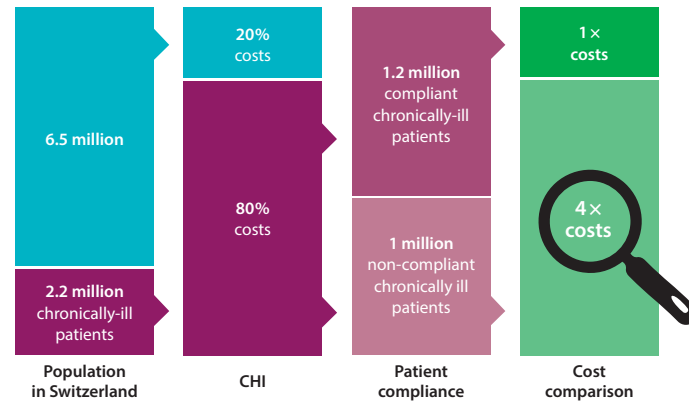 6.5 million
2.2 million
chronically-ill
patients
Population
in Switzerland
20%
costs
80%
costs
CHI
1.2 million
compliant
chronically-ill
patients
1 million
non-compliant
chronically ill
patients
Patient
compliance
1×
costs
4×
costs
Cost
comparison